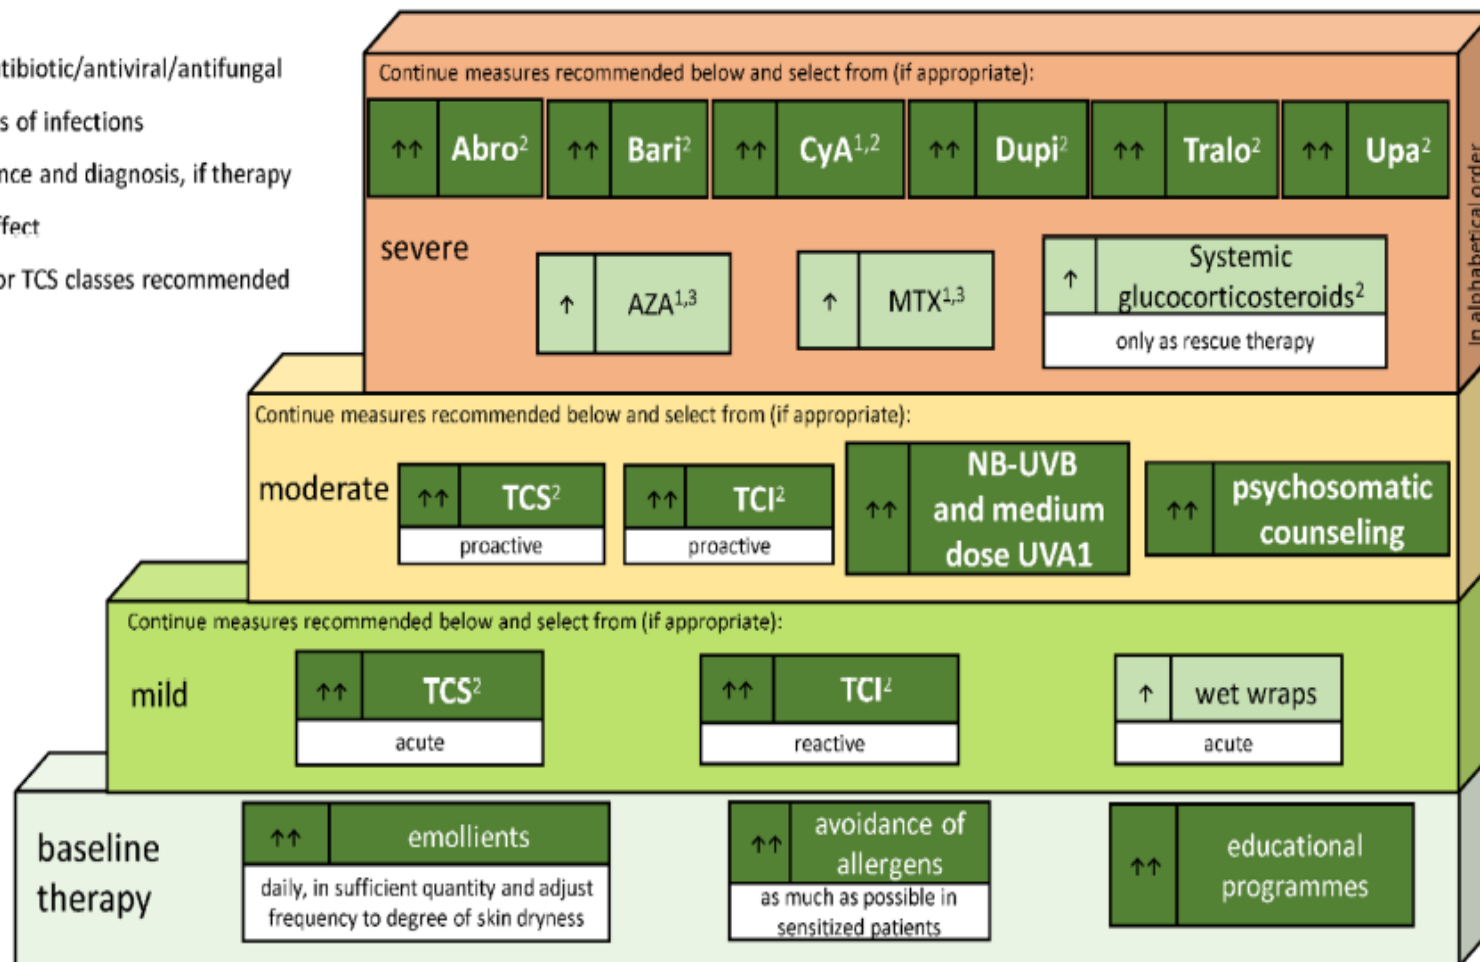 tibiotic/antiviral/antifungal
s of infections
nce and diagnosis, if therapy
ffect
or TCS classes recommended
Continue measures recommended below and select from (if appropriate):
↑↑ Abro² ↑↑ Bari² ↑↑ CyA¹,² ↑↑ Dupi² ↑↑ Tralo² ↑↑ Upa²
In alphabetical order
severe
↑ AZA¹,³
↑ MTX¹,³
↑ Systemic
glucocorticosteroids²
only as rescue therapy
Continue measures recommended below and select from (if appropriate):
moderate
↑↑ TCS²
proactive
↑↑ TCI²
proactive
↑↑ NB-UVB
and medium
dose UVA1
↑↑ psychosomatic
counseling
Continue measures recommended below and select from (if appropriate):
mild
↑↑ TCS²
acute
↑↑ TCI²
reactive
↑ wet wraps
acute
baseline
therapy
↑↑ emollients
daily, in sufficient quantity and adjust
frequency to degree of skin dryness
↑↑ avoidance of
allergens
as much as possible in
sensitized patients
↑↑ educational
programmes